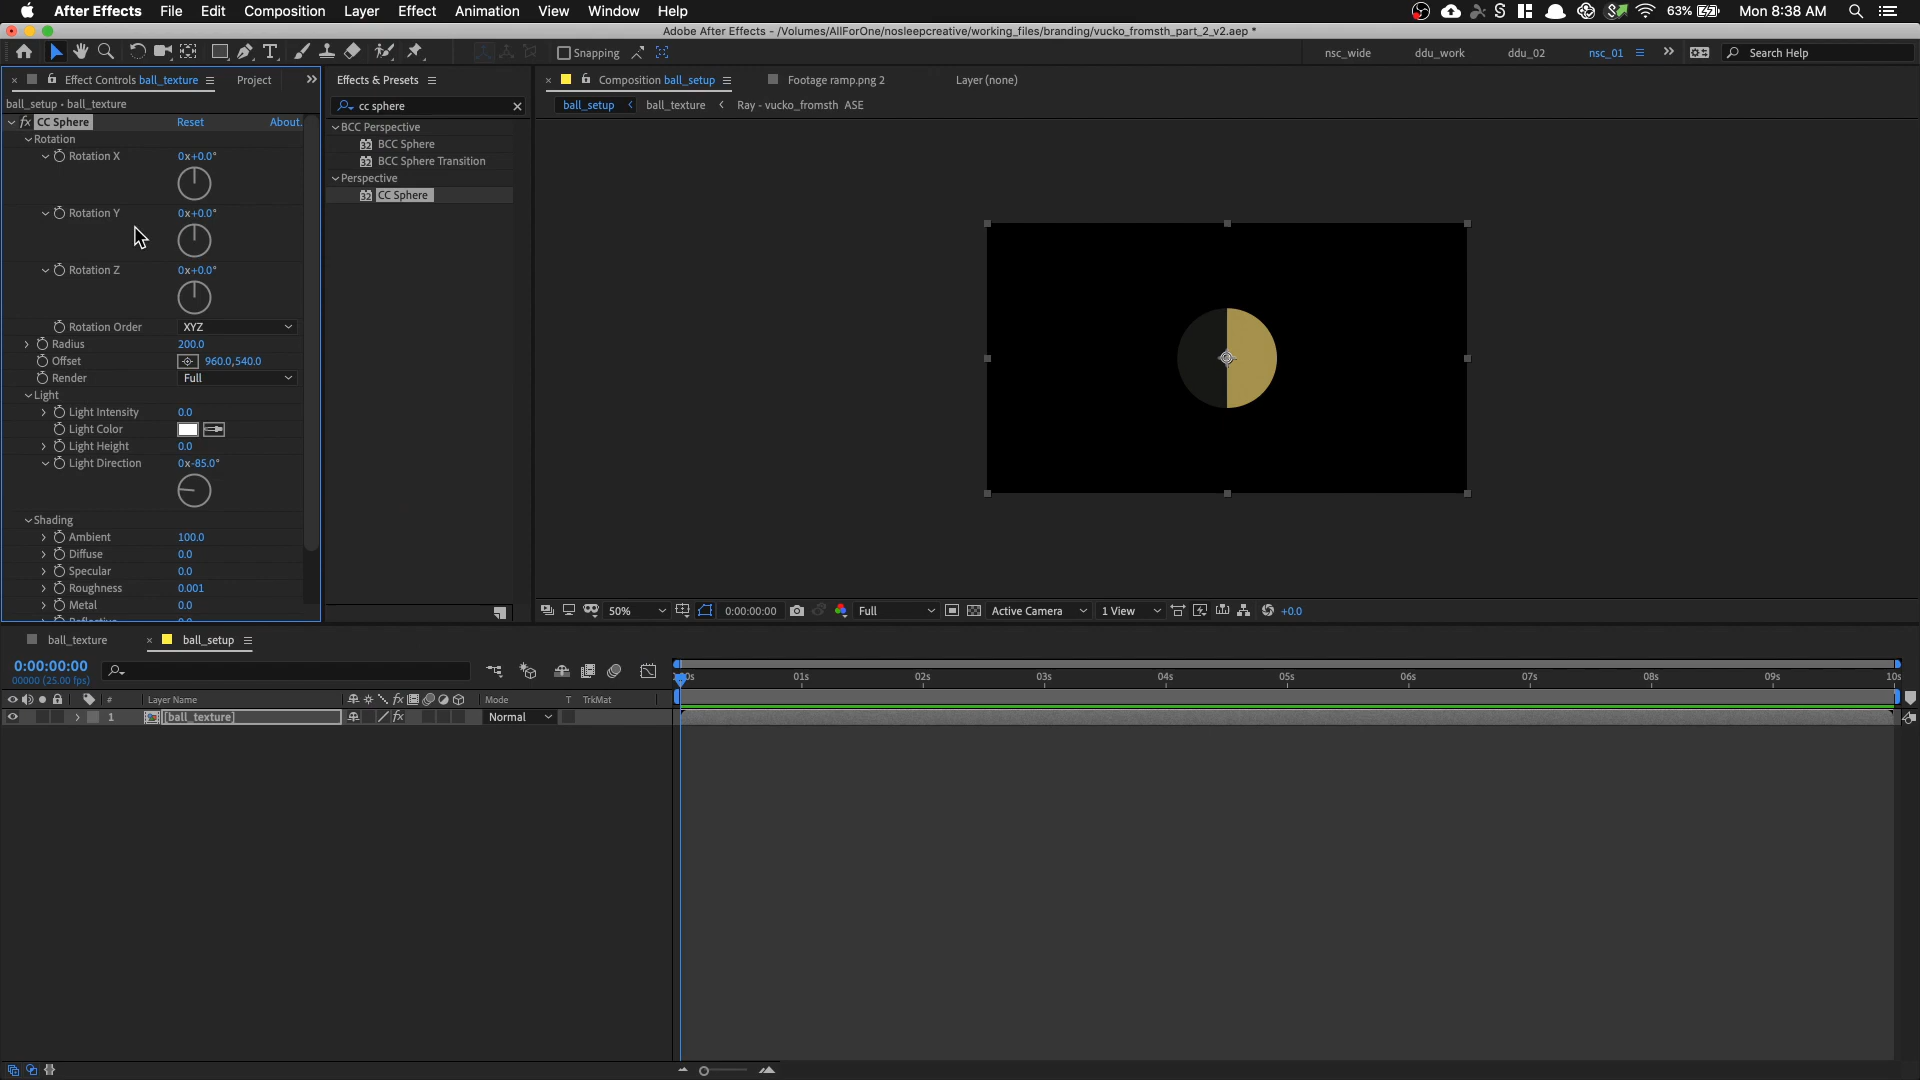 After Effects File Edit Composition Layer Effect Animation View Window Help 63% Mon 8:38 AM
Adobe After Effects - /Volumes/AllForOne/nosleepcreative/working_files/branding/vucko_fromsth_part_2_v2.aep *
Snapping nsc_wide ddu_work ddu_02 nsc_01 Search Help
Effect Controls ball_texture Project Effects & Presets Composition ball_setup Footage ramp.png 2 Layer (none)
ball_setup • ball_texture cc sphere ball_setup ball_texture Ray - vucko_fromsth ASE
fx CC Sphere Reset About.
BCC Perspective
Rotation
32 BCC Sphere
Rotation X 0x+0.0°
32 BCC Sphere Transition
Perspective
32 CC Sphere
Rotation Y 0x+0.0°
Rotation Z 0x+0.0°
Rotation Order XYZ
Radius 200.0
Offset 960.0,540.0
Render Full
Light
Light Intensity 0.0
Light Color
Light Height 0.0
Light Direction 0x-85.0°
Shading
Ambient 100.0
Diffuse 0.0
Specular 0.0
Roughness 0.001
Metal 0.0
50% 0:00:00:00 Full Active Camera 1 View +0.0
ball_texture ball_setup
0:00:00:00
00000 (25.00 fps)
01s 02s 03s 04s 05s 06s 07s 08s 09s 10s
# Layer Name fx Mode T TrkMat
1 [ball_texture] fx Normal